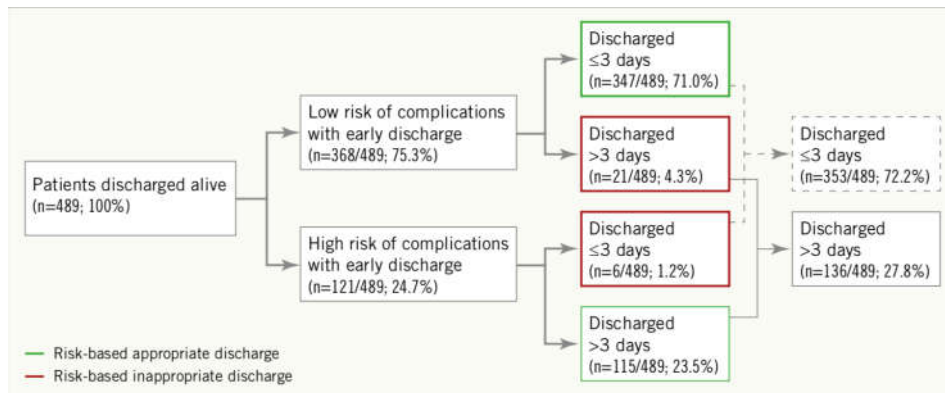 Patients discharged alive
(n=489; 100%)
Low risk of complications
with early discharge
(n=368/489; 75.3%)
High risk of complications
with early discharge
(n=121/489; 24.7%)
Discharged
≤3 days
(n=347/489; 71.0%)
Discharged
>3 days
(n=21/489; 4.3%)
Discharged
≤3 days
(n=6/489; 1.2%)
Discharged
>3 days
(n=115/489; 23.5%)
Discharged
≤3 days
(n=353/489; 72.2%)
Discharged
>3 days
(n=136/489; 27.8%)
Risk-based appropriate discharge
Risk-based inappropriate discharge